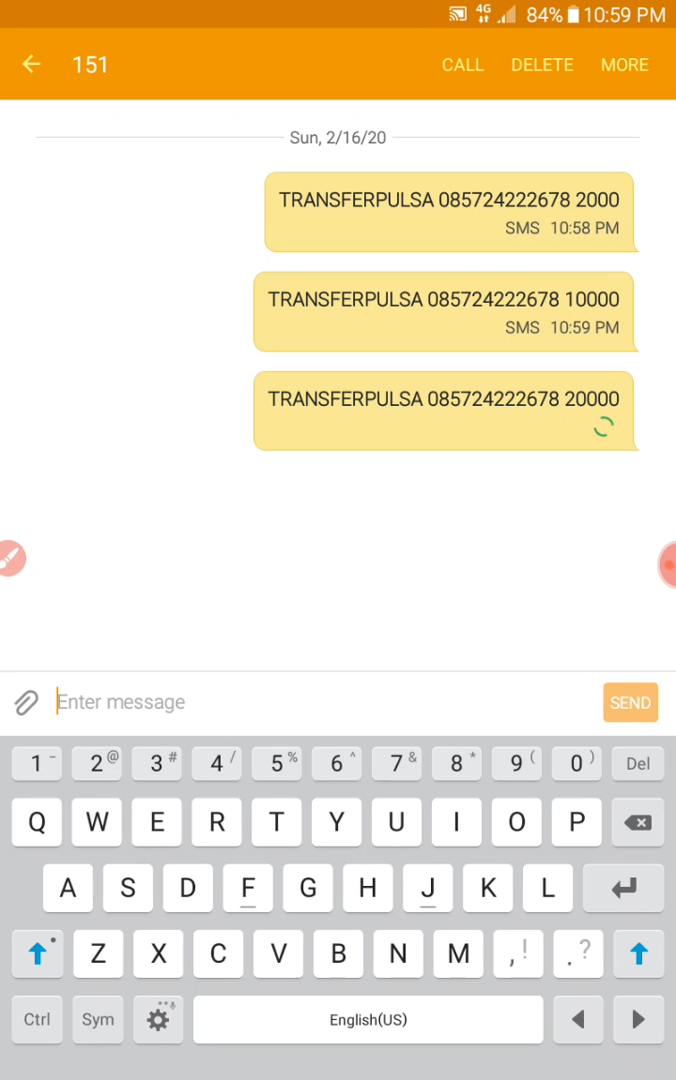 4G 84% 10:59 PM
151 CALL DELETE MORE
Sun, 2/16/20
TRANSFERPULSA 085724222678 2000
SMS 10:58 PM
TRANSFERPULSA 085724222678 10000
SMS 10:59 PM
TRANSFERPULSA 085724222678 20000
Enter message SEND
1 - 2 @ 3 # 4 / 5 % 6 ^ 7 & 8 * 9 ( 0 ) Del
Q W E R T Y U I O P
A S D F G H J K L
Z X C V B N M , ! . ?
Ctrl Sym English(US)